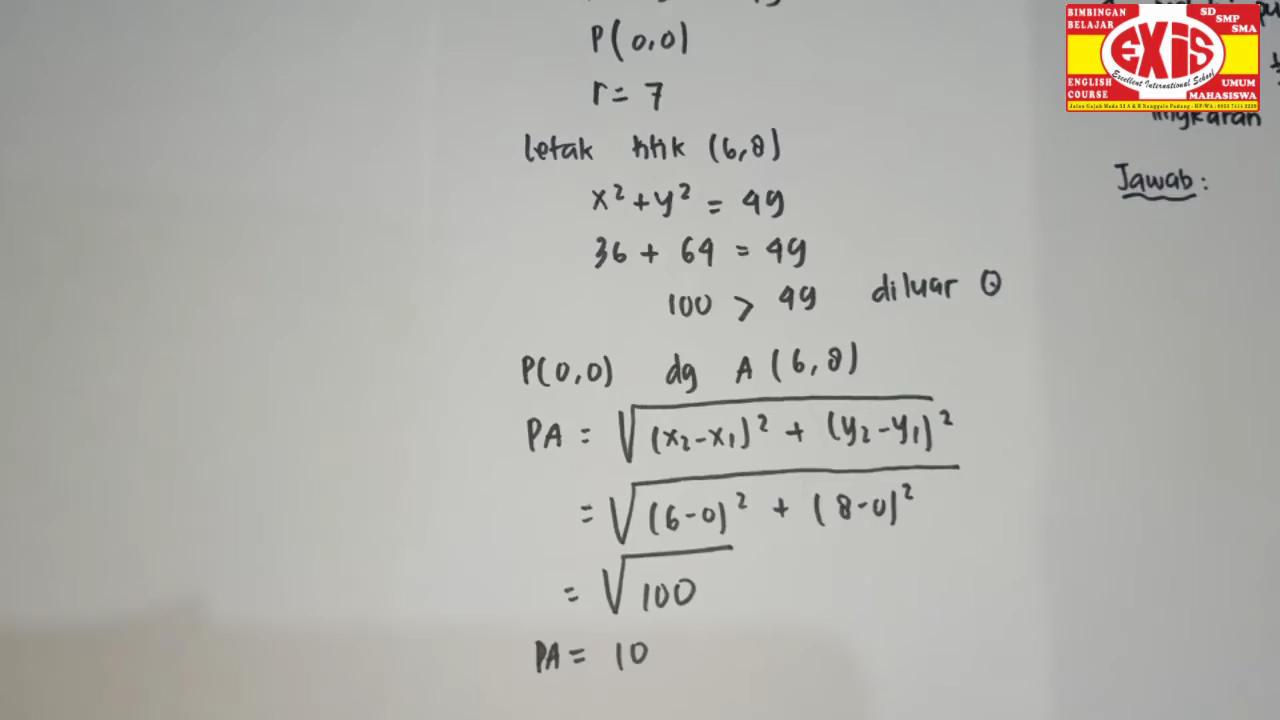 P(0,0)
r = 7
letak titik (6,8)
x² + y² = 49
36 + 64 = 49
100 > 49 diluar
P(0,0) dg A (6,8)
PA = √(x₂-x₁)² + (y₂-y₁)²
= √(6-0)² + (8-0)²
= √100
PA = 10
lingkaran
Jawab:
BIMBINGAN BELAJAR
SD SMP SMA
EXIS
Excellent International School
ENGLISH COURSE
UMUM MAHASISWA